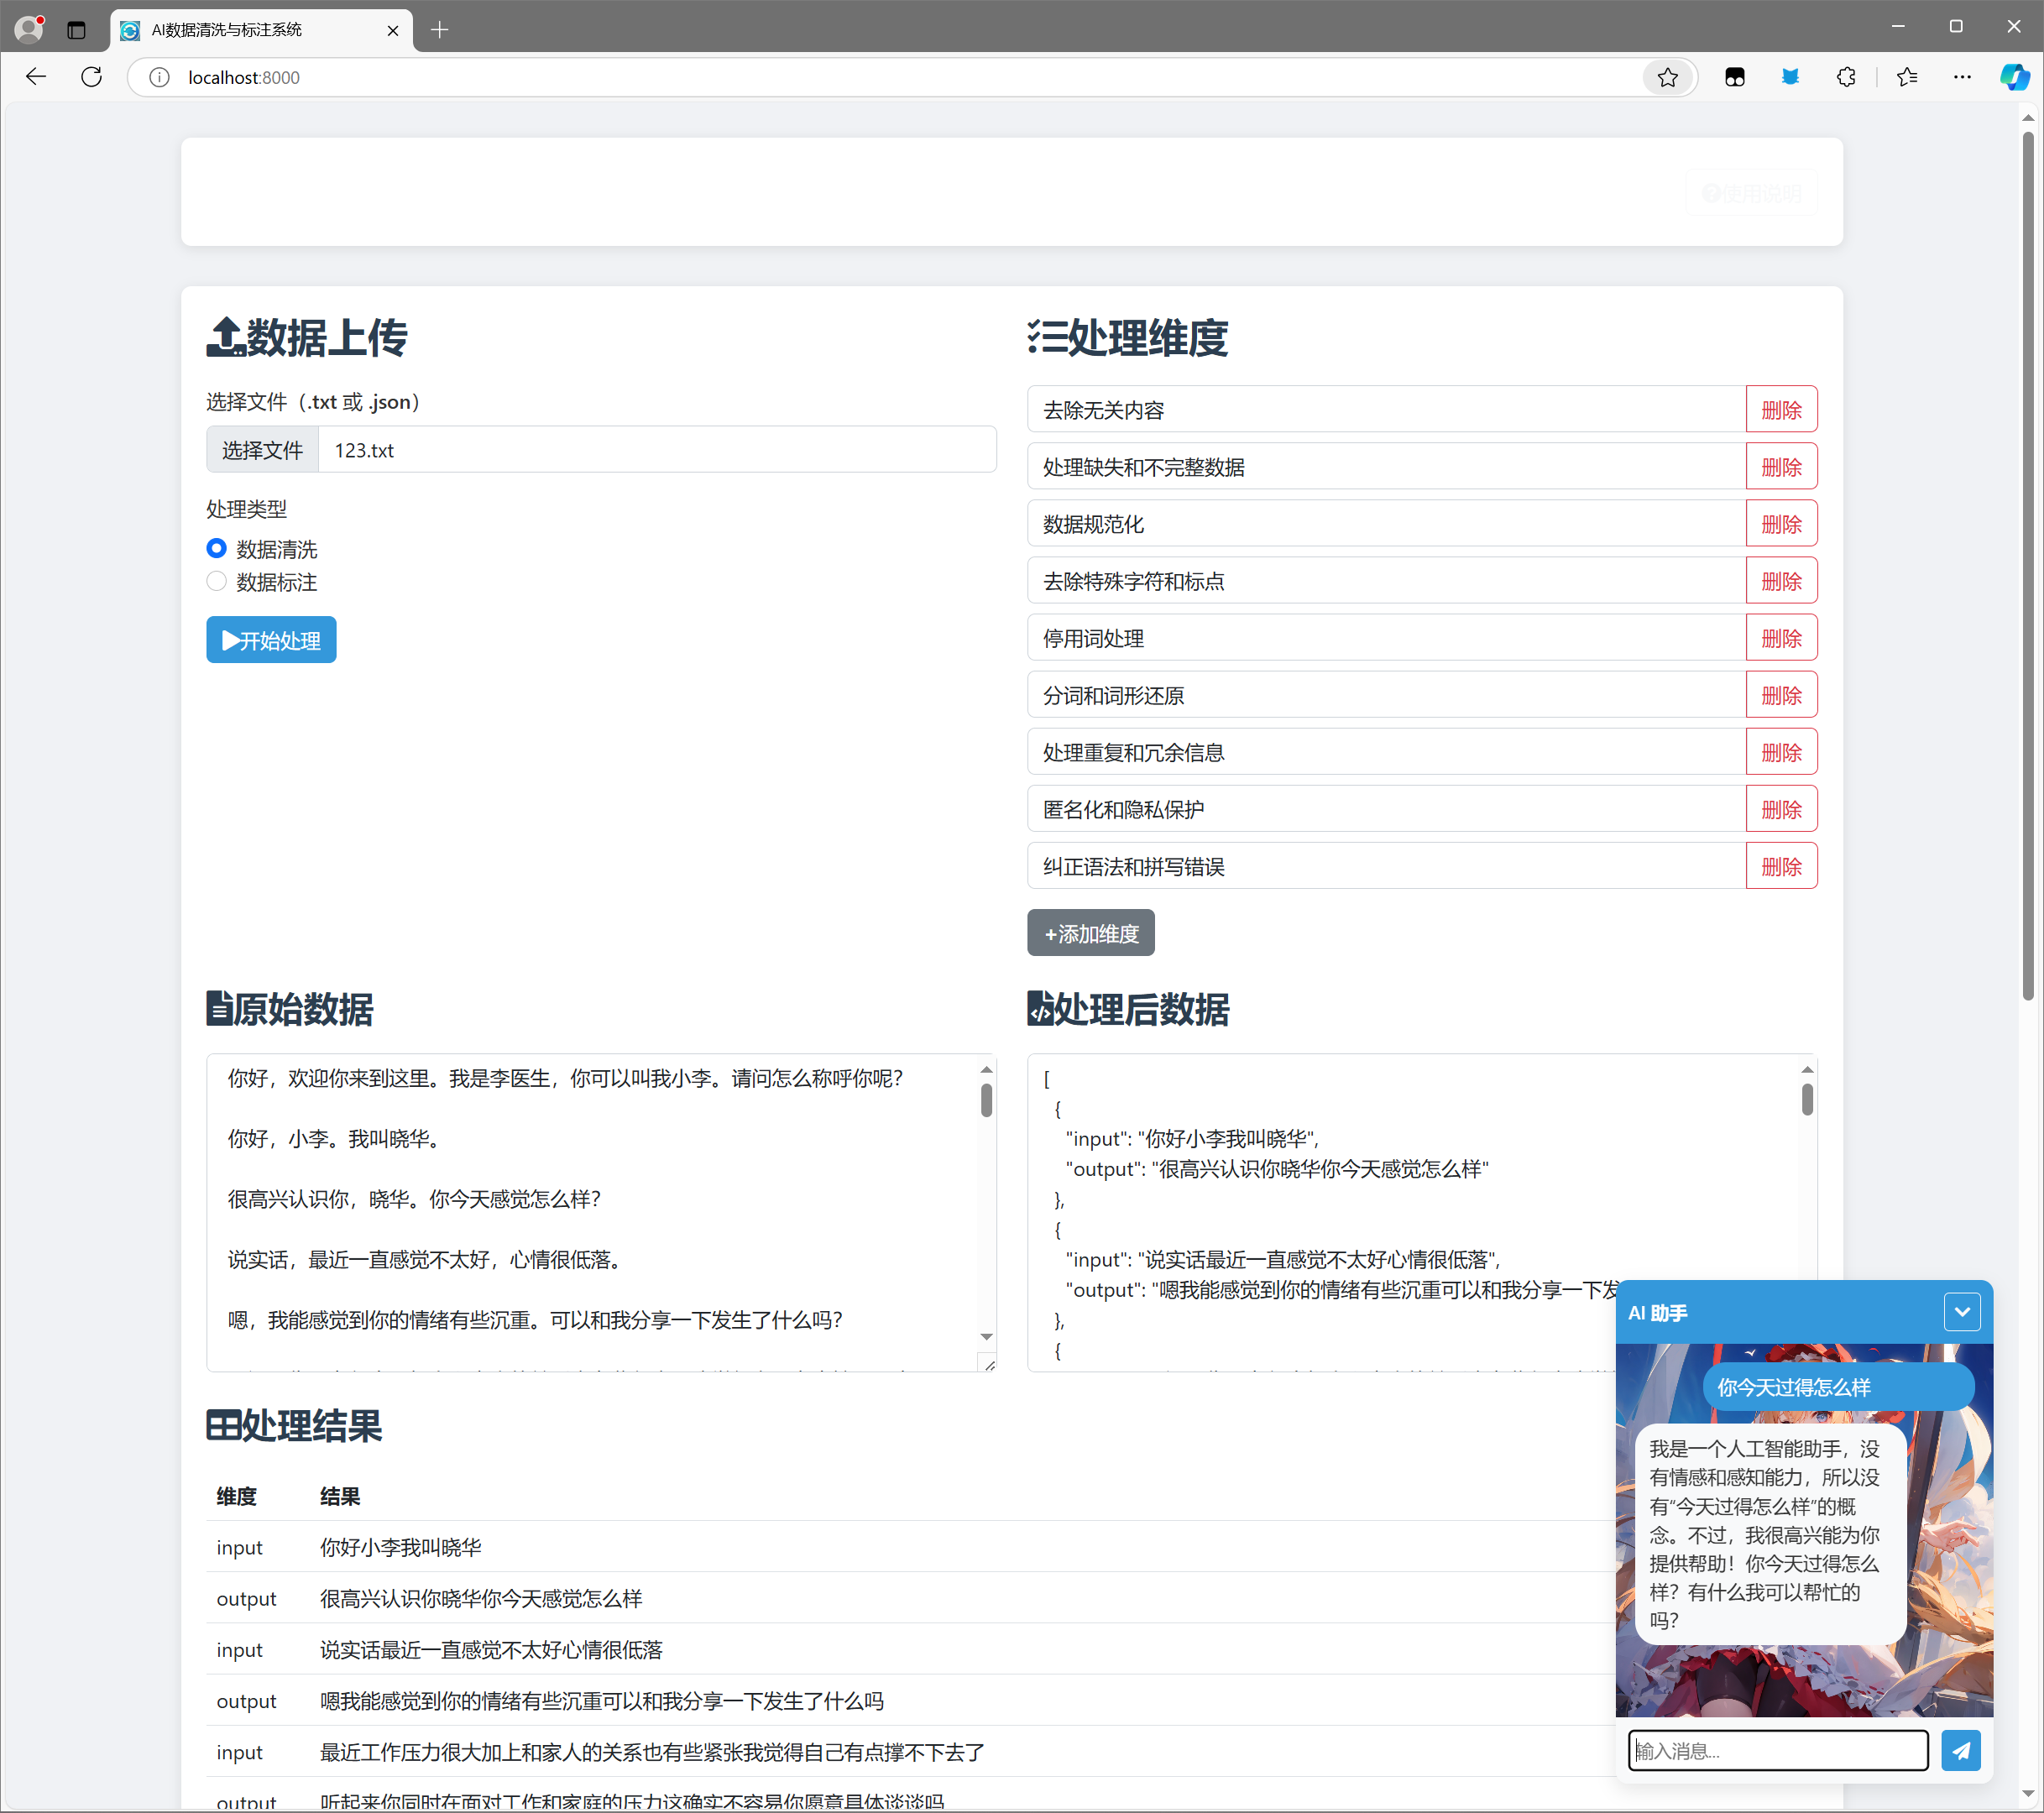 AI数据清洗与标注系统
localhost:8000
使用说明
数据上传
选择文件（.txt 或 .json）
选择文件 123.txt
处理类型
数据清洗
数据标注
开始处理
处理维度
去除无关内容 删除
处理缺失和不完整数据 删除
数据规范化 删除
去除特殊字符和标点 删除
停用词处理 删除
分词和词形还原 删除
处理重复和冗余信息 删除
匿名化和隐私保护 删除
纠正语法和拼写错误 删除
+添加维度
原始数据
你好，欢迎你来到这里。我是李医生，你可以叫我小李。请问怎么称呼你呢？
你好，小李。我叫晓华。
很高兴认识你，晓华。你今天感觉怎么样？
说实话，最近一直感觉不太好，心情很低落。
嗯，我能感觉到你的情绪有些沉重。可以和我分享一下发生了什么吗？
处理后数据
[
{
"input": "你好小李我叫晓华",
"output": "很高兴认识你晓华你今天感觉怎么样"
},
{
"input": "说实话最近一直感觉不太好心情很低落",
"output": "嗯我能感觉到你的情绪有些沉重可以和我分享一下发
},
{
处理结果
维度 结果
input 你好小李我叫晓华
output 很高兴认识你晓华你今天感觉怎么样
input 说实话最近一直感觉不太好心情很低落
output 嗯我能感觉到你的情绪有些沉重可以和我分享一下发生了什么吗
input 最近工作压力很大加上和家人的关系也有些紧张我觉得自己有点撑不下去了
output 听起来你同时在面对工作和家庭的压力这确实不容易你愿意具体谈谈吗
AI 助手
你今天过得怎么样
我是一个人工智能助手，没
有情感和感知能力，所以没
有“今天过得怎么样”的概
念。不过，我很高兴能为你
提供帮助！你今天过得怎么
样？有什么我可以帮忙的
吗？
输入消息...